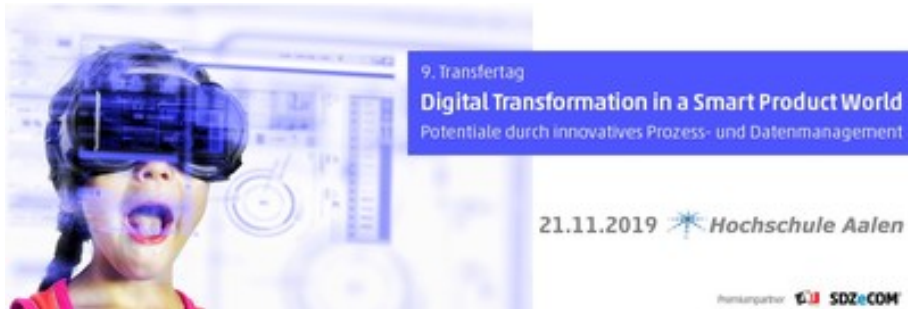 9. Transfertag
Digital Transformation in a Smart Product World
Potentiale durch innovatives Prozess- und Datenmanagement
21.11.2019 Hochschule Aalen
Premiumpartner SDZeCOM